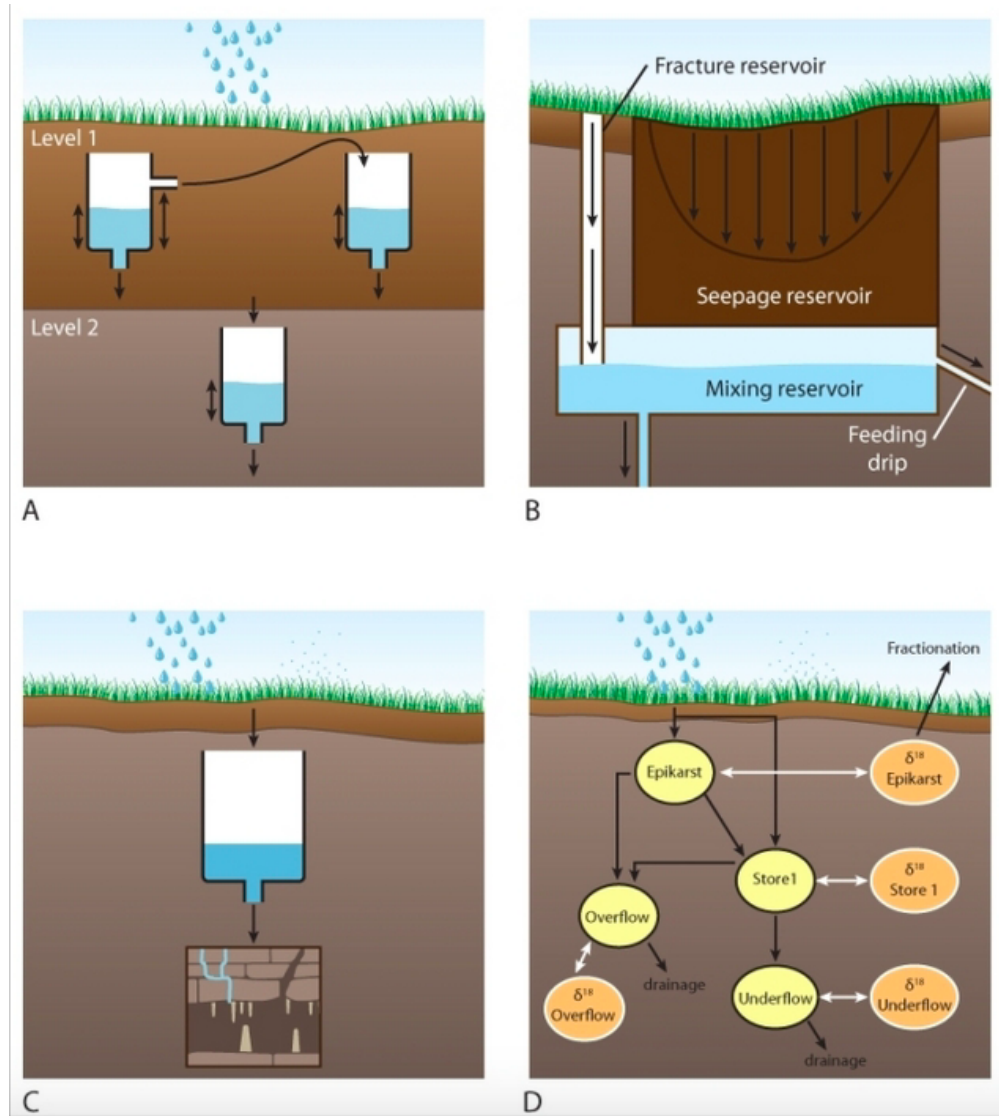 Level 1
Level 2
A
Fracture reservoir
Seepage reservoir
Mixing reservoir
Feeding
drip
B
C
Fractionation
Epikarst
δ¹⁸
Epikarst
Store1
δ¹⁸
Store 1
Overflow
drainage
δ¹⁸
Overflow
Underflow
δ¹⁸
Underflow
drainage
D